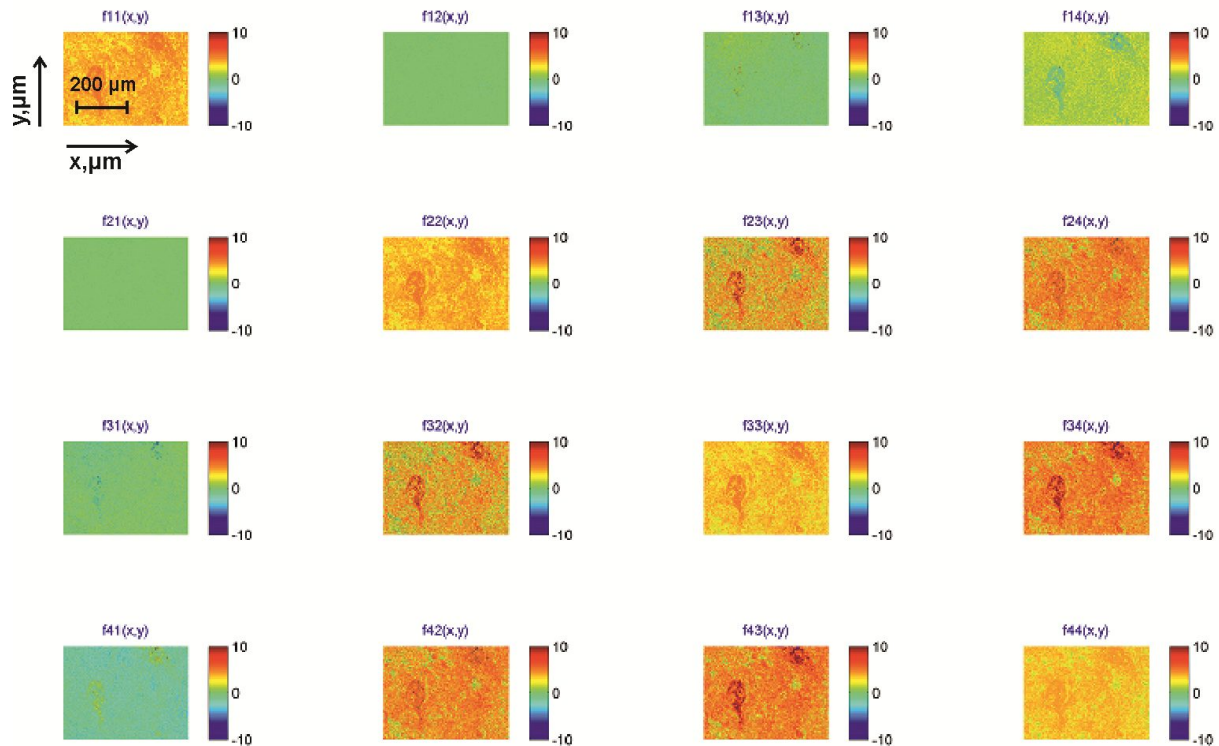 f11(x,y) f12(x,y) f13(x,y) f14(x,y)
10 10 10 10
y,μm
200 μm
0 0 0 0
-10 -10 -10 -10
x,μm
f21(x,y) f22(x,y) f23(x,y) f24(x,y)
10 10 10 10
0 0 0 0
-10 -10 -10 -10
f31(x,y) f32(x,y) f33(x,y) f34(x,y)
10 10 10 10
0 0 0 0
-10 -10 -10 -10
f41(x,y) f42(x,y) f43(x,y) f44(x,y)
10 10 10 10
0 0 0 0
-10 -10 -10 -10